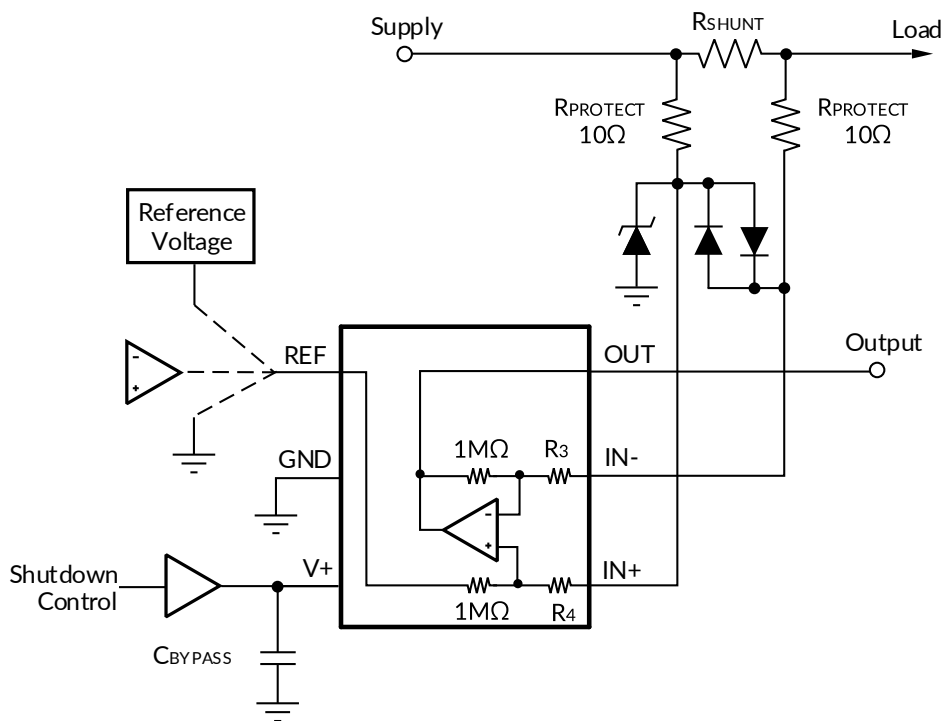 Supply
RSHUNT
Load
RPROTECT
10Ω
RPROTECT
10Ω
Reference
Voltage
REF
OUT
Output
-
+
GND
1MΩ
R3
IN-
-
+
V+
IN+
Shutdown
Control
1MΩ
R4
CBYPASS